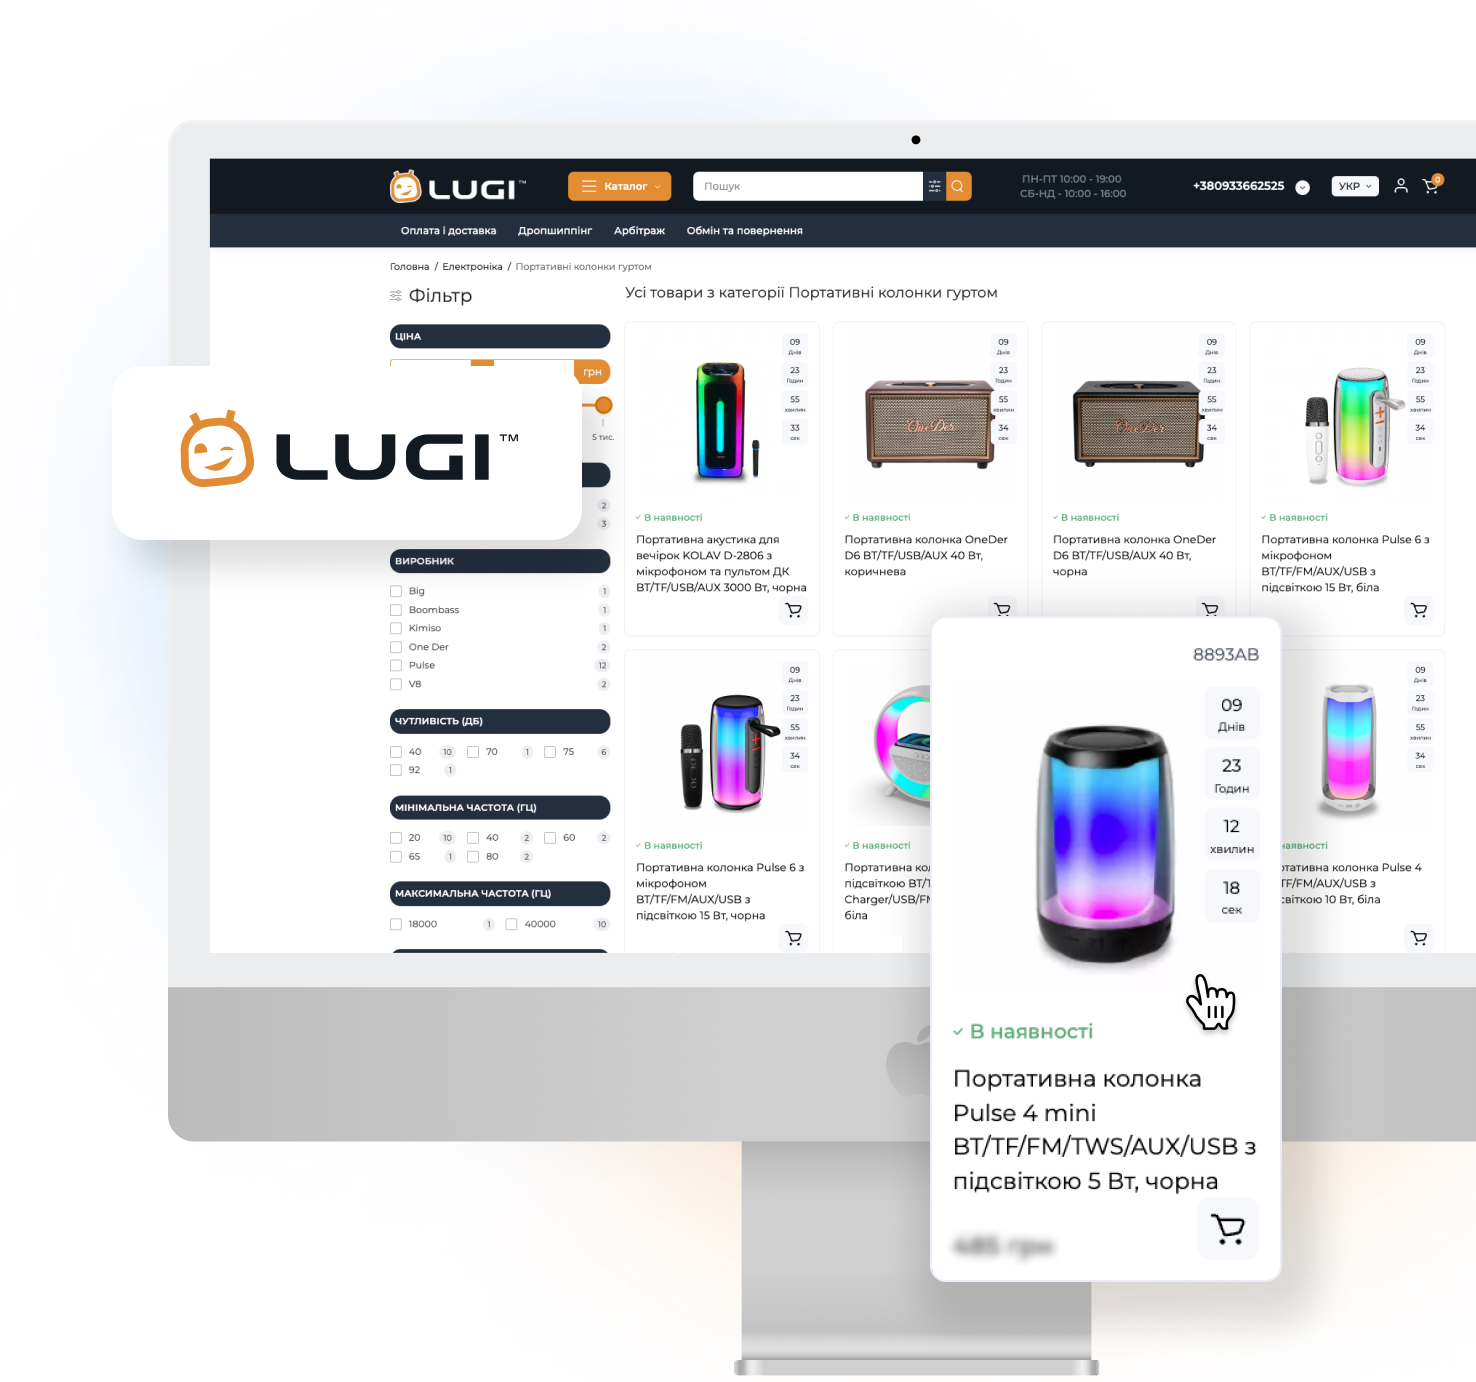 LUGI™
Каталог
Пошук
ПН-ПТ 10:00 - 19:00
СБ-НД - 10:00 - 16:00
+380933662525
УКР
0
Оплата і доставка
Дропшиппінг
Арбітраж
Обмін та повернення
Головна / Електроніка / Портативні колонки гуртом
Фільтр
Усі товари з категорії Портативні колонки гуртом
ЦІНА
грн
5 тис.
2
3
LUGI™
ВИРОБНИК
Big 1
Boombass 1
Kimiso 1
One Der 2
Pulse 12
V8 2
ЧУТЛИВІСТЬ (ДБ)
40 10 70 1 75 6
92 1
МІНІМАЛЬНА ЧАСТОТА (ГЦ)
20 10 40 2 60 2
65 1 80 2
МАКСИМАЛЬНА ЧАСТОТА (ГЦ)
18000 1 40000 10
09
Днів
23
Годин
55
хвилин
33
сек
В наявності
Портативна акустика для
вечірок KOLAV D-2806 з
мікрофоном та пультом ДК
BT/TF/USB/AUX 3000 Вт, чорна
OneDer
09
Днів
23
Годин
55
хвилин
34
сек
В наявності
Портативна колонка OneDer
D6 BT/TF/USB/AUX 40 Вт,
коричнева
OneDer
09
Днів
23
Годин
55
хвилин
34
сек
В наявності
Портативна колонка OneDer
D6 BT/TF/USB/AUX 40 Вт,
чорна
09
Днів
23
Годин
55
хвилин
34
сек
В наявності
Портативна колонка Pulse 6 з
мікрофоном
BT/TF/FM/AUX/USB з
підсвіткою 15 Вт, біла
09
Днів
23
Годин
55
хвилин
34
сек
В наявності
Портативна колонка Pulse 6 з
мікрофоном
BT/TF/FM/AUX/USB з
підсвіткою 15 Вт, чорна
В наявності
Портативна кол
підсвіткою BT/T
Charger/USB/FM
біла
09
Днів
23
Годин
55
хвилин
34
сек
наявності
ртативна колонка Pulse 4
TF/FM/AUX/USB з
світкою 10 Вт, біла
8893AB
09
Днів
23
Годин
12
хвилин
18
сек
В наявності
Портативна колонка
Pulse 4 mini
BT/TF/FM/TWS/AUX/USB з
підсвіткою 5 Вт, чорна
485 грн